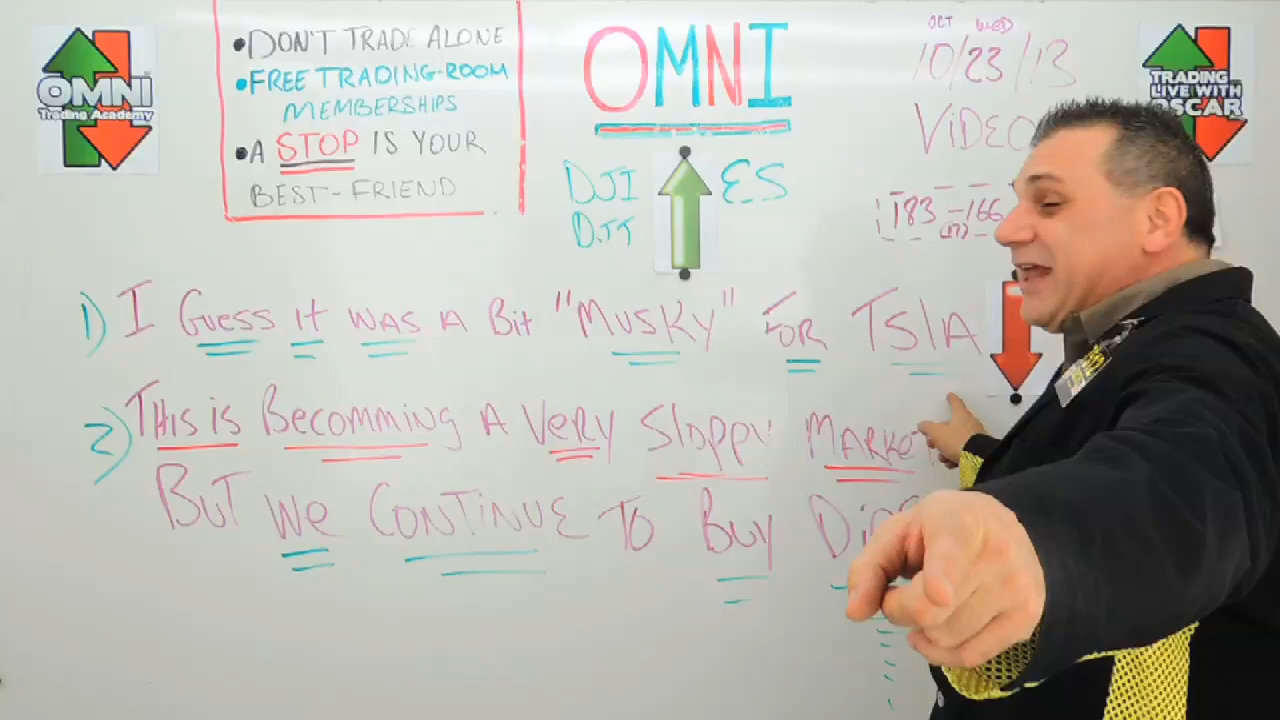 OMNI
Trading Academy
•DON'T TRADE ALONE
•FREE TRADING-ROOM
MEMBERSHIPS
•A STOP IS YOUR
BEST-FRIEND
OMNI
DJI
DJT
ES
OCT WED
10/23/13
VIDEO
183-166
(17)
TRADING
LIVE WITH
OSCAR
1) I GUESS IT WAS A BIT "MUSKY" FOR TSlA
2) THIS is BECOMMING A VERY SlOPPY MARKET
BUT WE CONTINUE TO BUY